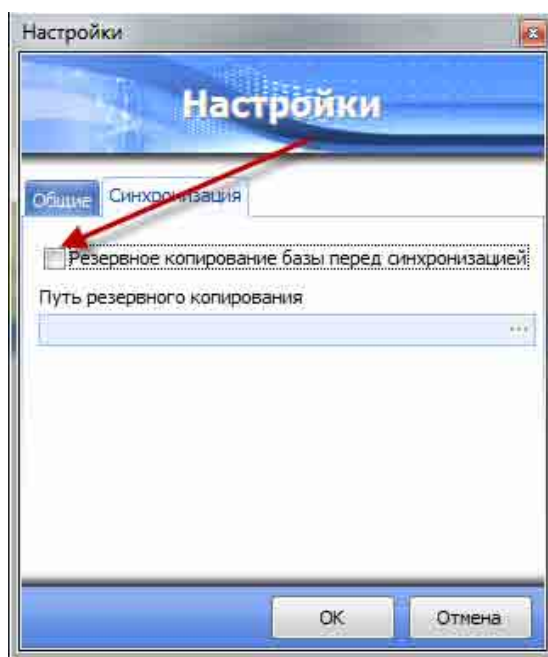 Настройки
Настройки
Общие Синхронизация
Резервное копирование базы перед синхронизацией
Путь резервного копирования
...
OK Отмена